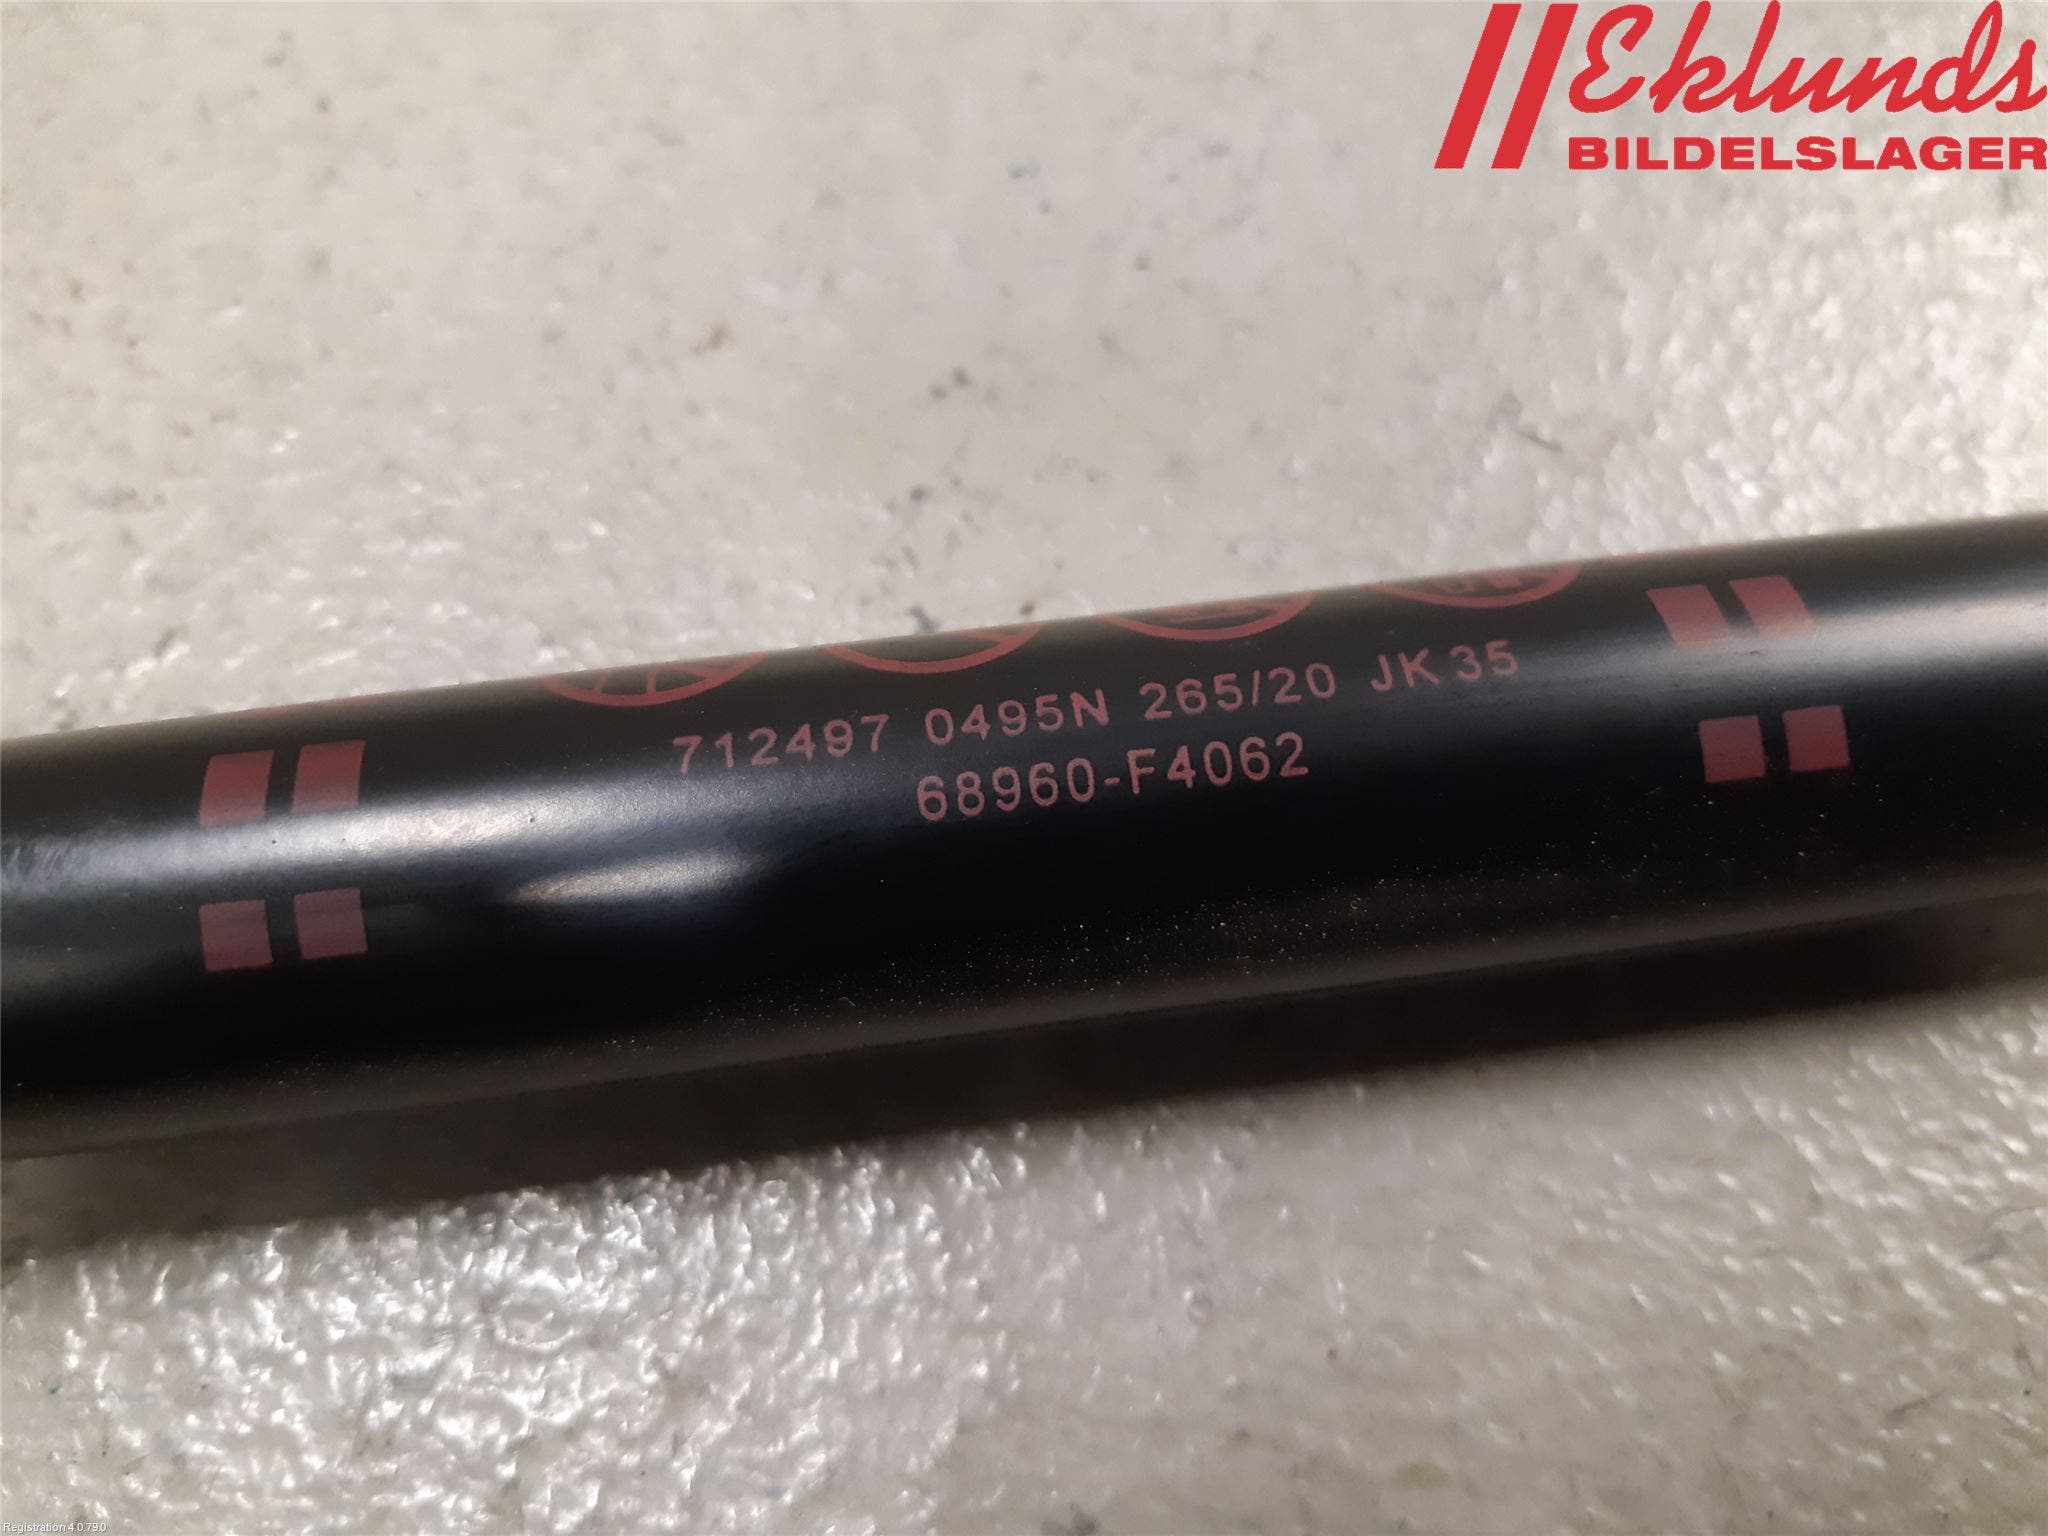 Eklunds
BILDELSLAGER
712497 0495N 265/20 JK35
68960-F4062
Registration 4.0.79.0